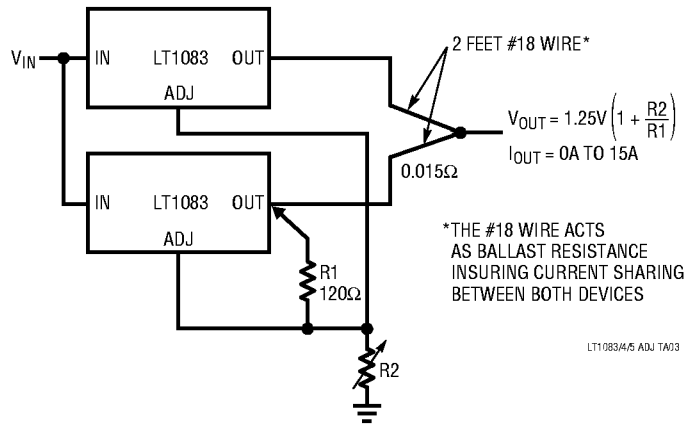 V_IN
IN LT1083 OUT
ADJ
IN LT1083 OUT
ADJ
2 FEET #18 WIRE*
0.015Ω
V_OUT = 1.25V (1 + R2/R1)
I_OUT = 0A TO 15A
R1
120Ω
R2
*THE #18 WIRE ACTS
AS BALLAST RESISTANCE
INSURING CURRENT SHARING
BETWEEN BOTH DEVICES
LT1083/4/5 ADJ TA03